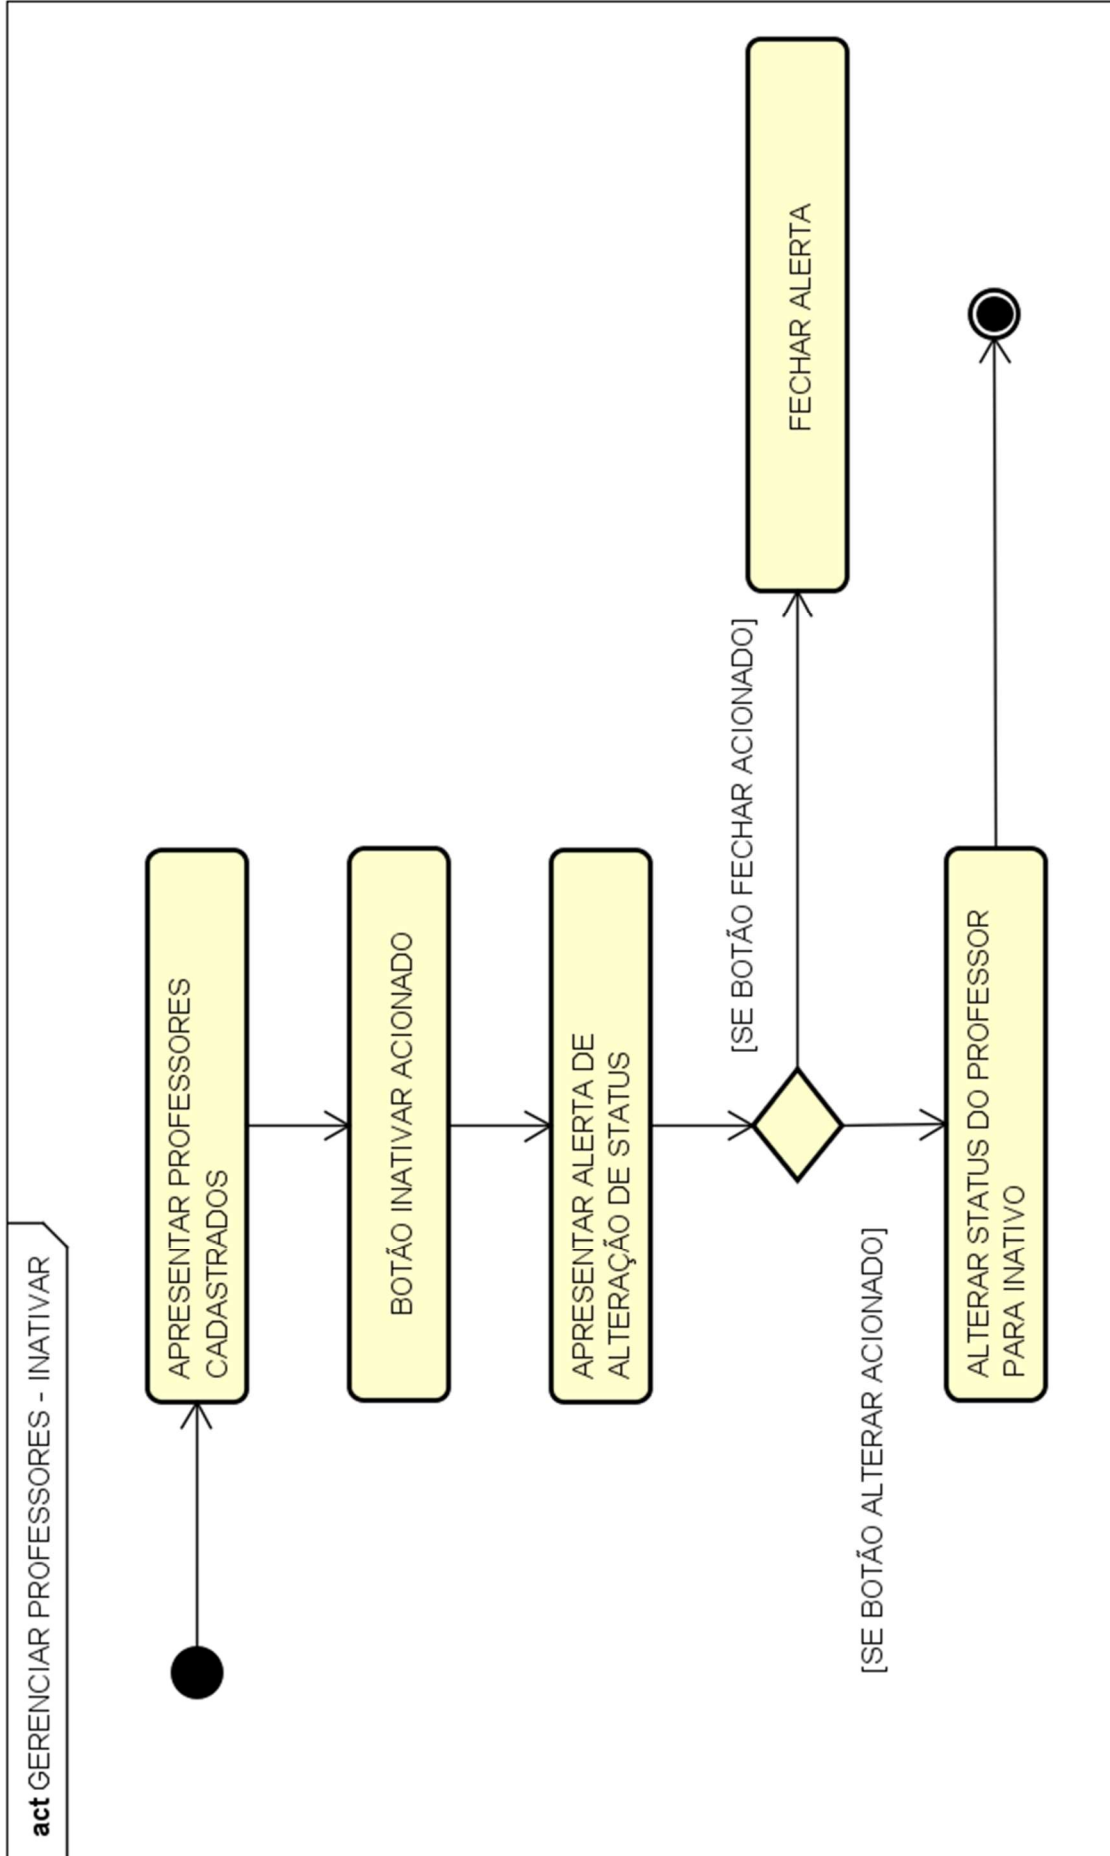 act GERENCIAR PROFESSORES - INATIVAR
APRESENTAR PROFESSORES
CADASTRADOS
BOTÃO INATIVAR ACIONADO
APRESENTAR ALERTA DE
ALTERAÇÃO DE STATUS
[SE BOTÃO FECHAR ACIONADO]
FECHAR ALERTA
[SE BOTÃO ALTERAR ACIONADO]
ALTERAR STATUS DO PROFESSOR
PARA INATIVO